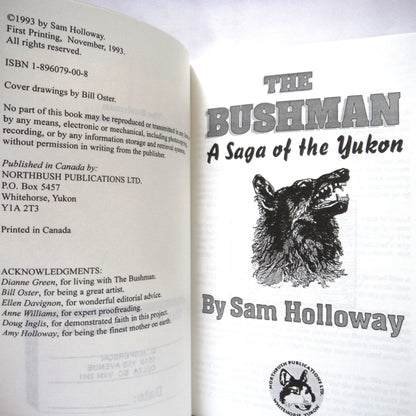 ©1993 by Sam Holloway.
First Printing, November, 1993.
All rights reserved.
ISBN 1-896079-00-8
Cover drawings by Bill Oster.
No part of this book may be reproduced or transmitted in any form
by any means, electronic or mechanical, including photocopying,
recording, or by any information storage and retrieval system,
without permission in writing from the publisher.
Published in Canada by:
NORTHBUSH PUBLICATIONS LTD.
P.O. Box 5457
Whitehorse, Yukon
Y1A 2T3
Printed in Canada
ACKNOWLEDGMENTS:
Dianne Green, for living with The Bushman.
Bill Oster, for being a great artist.
Ellen Davignon, for wonderful editorial advice.
Anne Williams, for expert proofreading.
Doug Inglis, for demonstrated faith in this project.
Amy Holloway, for being the finest mother on earth.
THE
BUSHMAN
A Saga of the Yukon
By Sam Holloway
NORTHBUSH PUBLICATIONS LTD